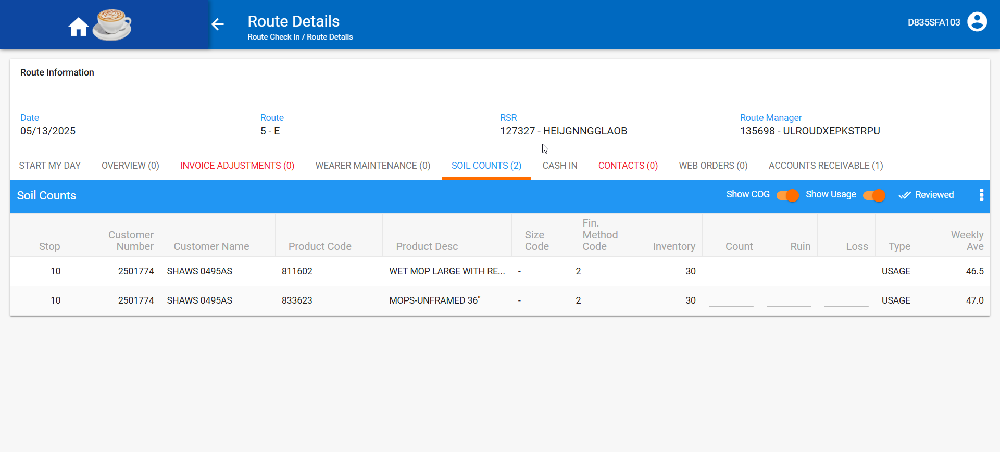 Route Details
Route Check In / Route Details
D835SFA103
Route Information
Date
05/13/2025
Route
5 - E
RSR
127327 - HEIJGNNGGLAOB
Route Manager
135698 - ULROUDXEPKSTRPU
START MY DAY OVERVIEW (0) INVOICE ADJUSTMENTS (0) WEARER MAINTENANCE (0) SOIL COUNTS (2) CASH IN CONTACTS (0) WEB ORDERS (0) ACCOUNTS RECEIVABLE (1)
Soil Counts Show COG Show Usage Reviewed
Stop
Customer
Number
Customer Name
Product Code
Product Desc
Size
Code
Fin.
Method
Code
Inventory
Count
Ruin
Loss
Type
Weekly
Ave
10 2501774 SHAWS 0495AS 811602 WET MOP LARGE WITH RE... - 2 30 USAGE 46.5
10 2501774 SHAWS 0495AS 833623 MOPS-UNFRAMED 36" - 2 30 USAGE 47.0